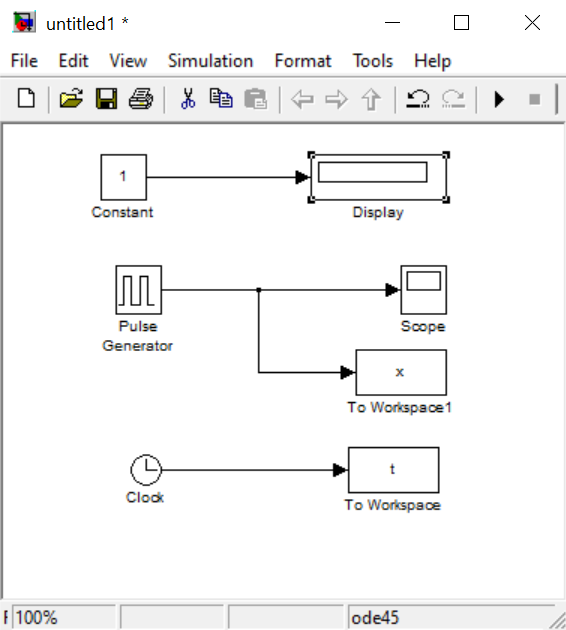 untitled1 *
File Edit View Simulation Format Tools Help
1
Constant
Display
Pulse
Generator
Scope
x
To Workspace1
Clock
t
To Workspace
100%
ode45